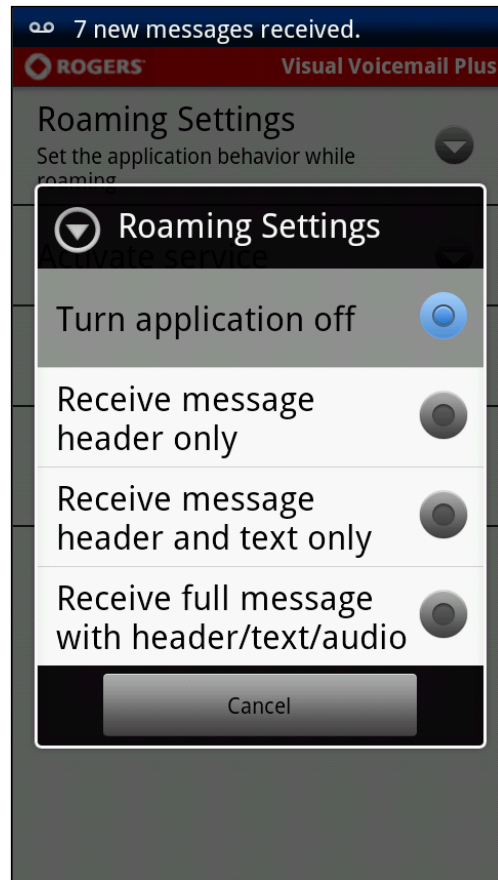 7 new messages received.
ROGERS Visual Voicemail Plus
Roaming Settings
Set the application behavior while
roaming
Roaming Settings
Activate service
Turn application off
Receive message
header only
Receive message
header and text only
Receive full message
with header/text/audio
Cancel